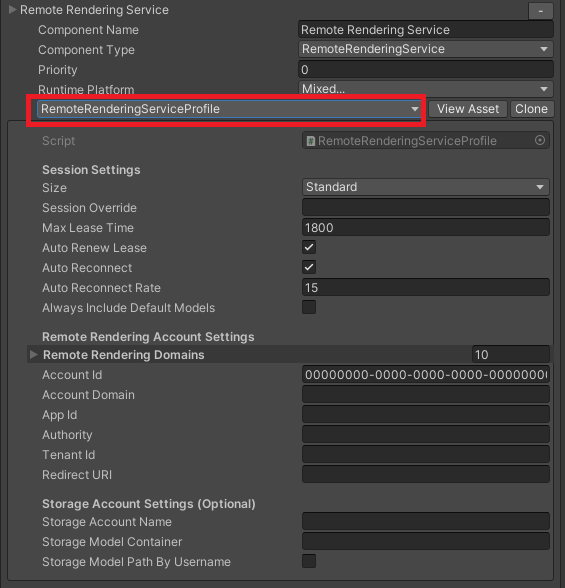 Remote Rendering Service -
Component Name Remote Rendering Service
Component Type RemoteRenderingService
Priority 0
Runtime Platform Mixed...
RemoteRenderingServiceProfile View Asset Clone
Script # RemoteRenderingServiceProfile
Session Settings
Size Standard
Session Override
Max Lease Time 1800
Auto Renew Lease
Auto Reconnect
Auto Reconnect Rate 15
Always Include Default Models
Remote Rendering Account Settings
Remote Rendering Domains 10
Account Id 00000000-0000-0000-0000-00000000
Account Domain
App Id
Authority
Tenant Id
Redirect URI
Storage Account Settings (Optional)
Storage Account Name
Storage Model Container
Storage Model Path By Username